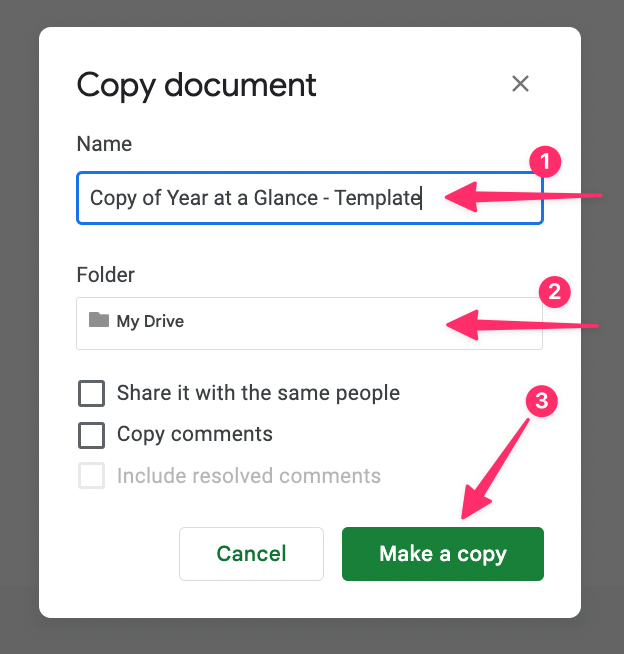 Copy document
Name
1
Copy of Year at a Glance - Template
Folder
2
My Drive
Share it with the same people
3
Copy comments
Include resolved comments
Cancel
Make a copy